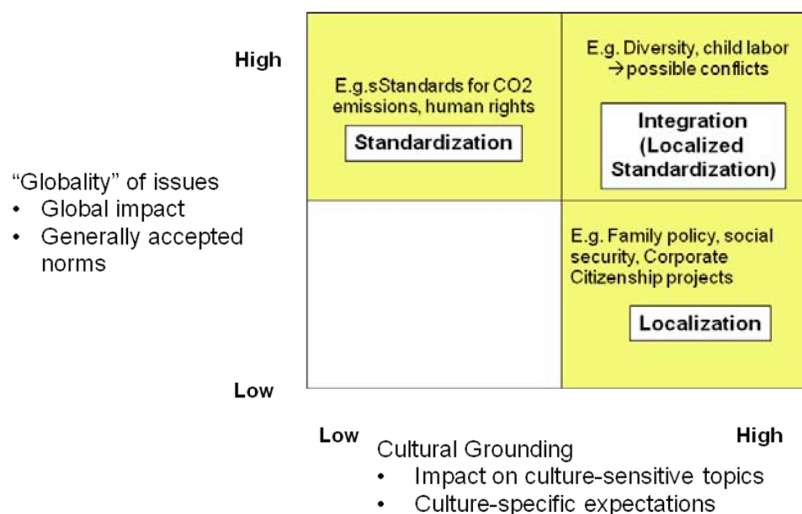 High
E.g.sStandards for CO2
emissions, human rights
Standardization
E.g. Diversity, child labor
→possible conflicts
Integration
(Localized
Standardization)
“Globality” of issues
• Global impact
• Generally accepted
norms
E.g. Family policy, social
security, Corporate
Citizenship projects
Localization
Low
Low
High
Cultural Grounding
• Impact on culture-sensitive topics
• Culture-specific expectations